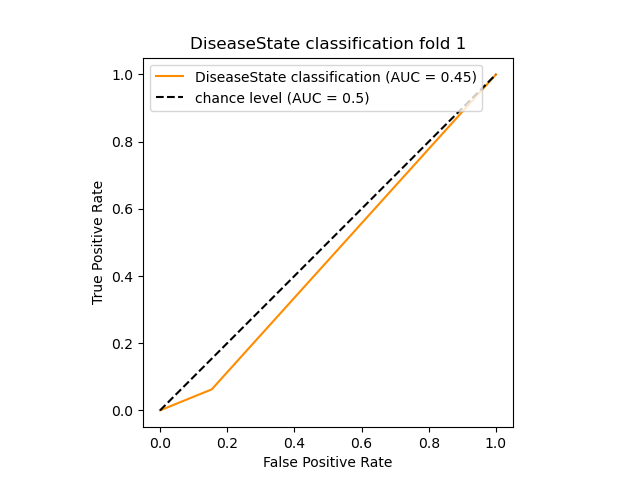 DiseaseState classification fold 1
DiseaseState classification (AUC = 0.45)
chance level (AUC = 0.5)
1.0
0.8
0.6
0.4
0.2
0.0
True Positive Rate
0.0 0.2 0.4 0.6 0.8 1.0
False Positive Rate